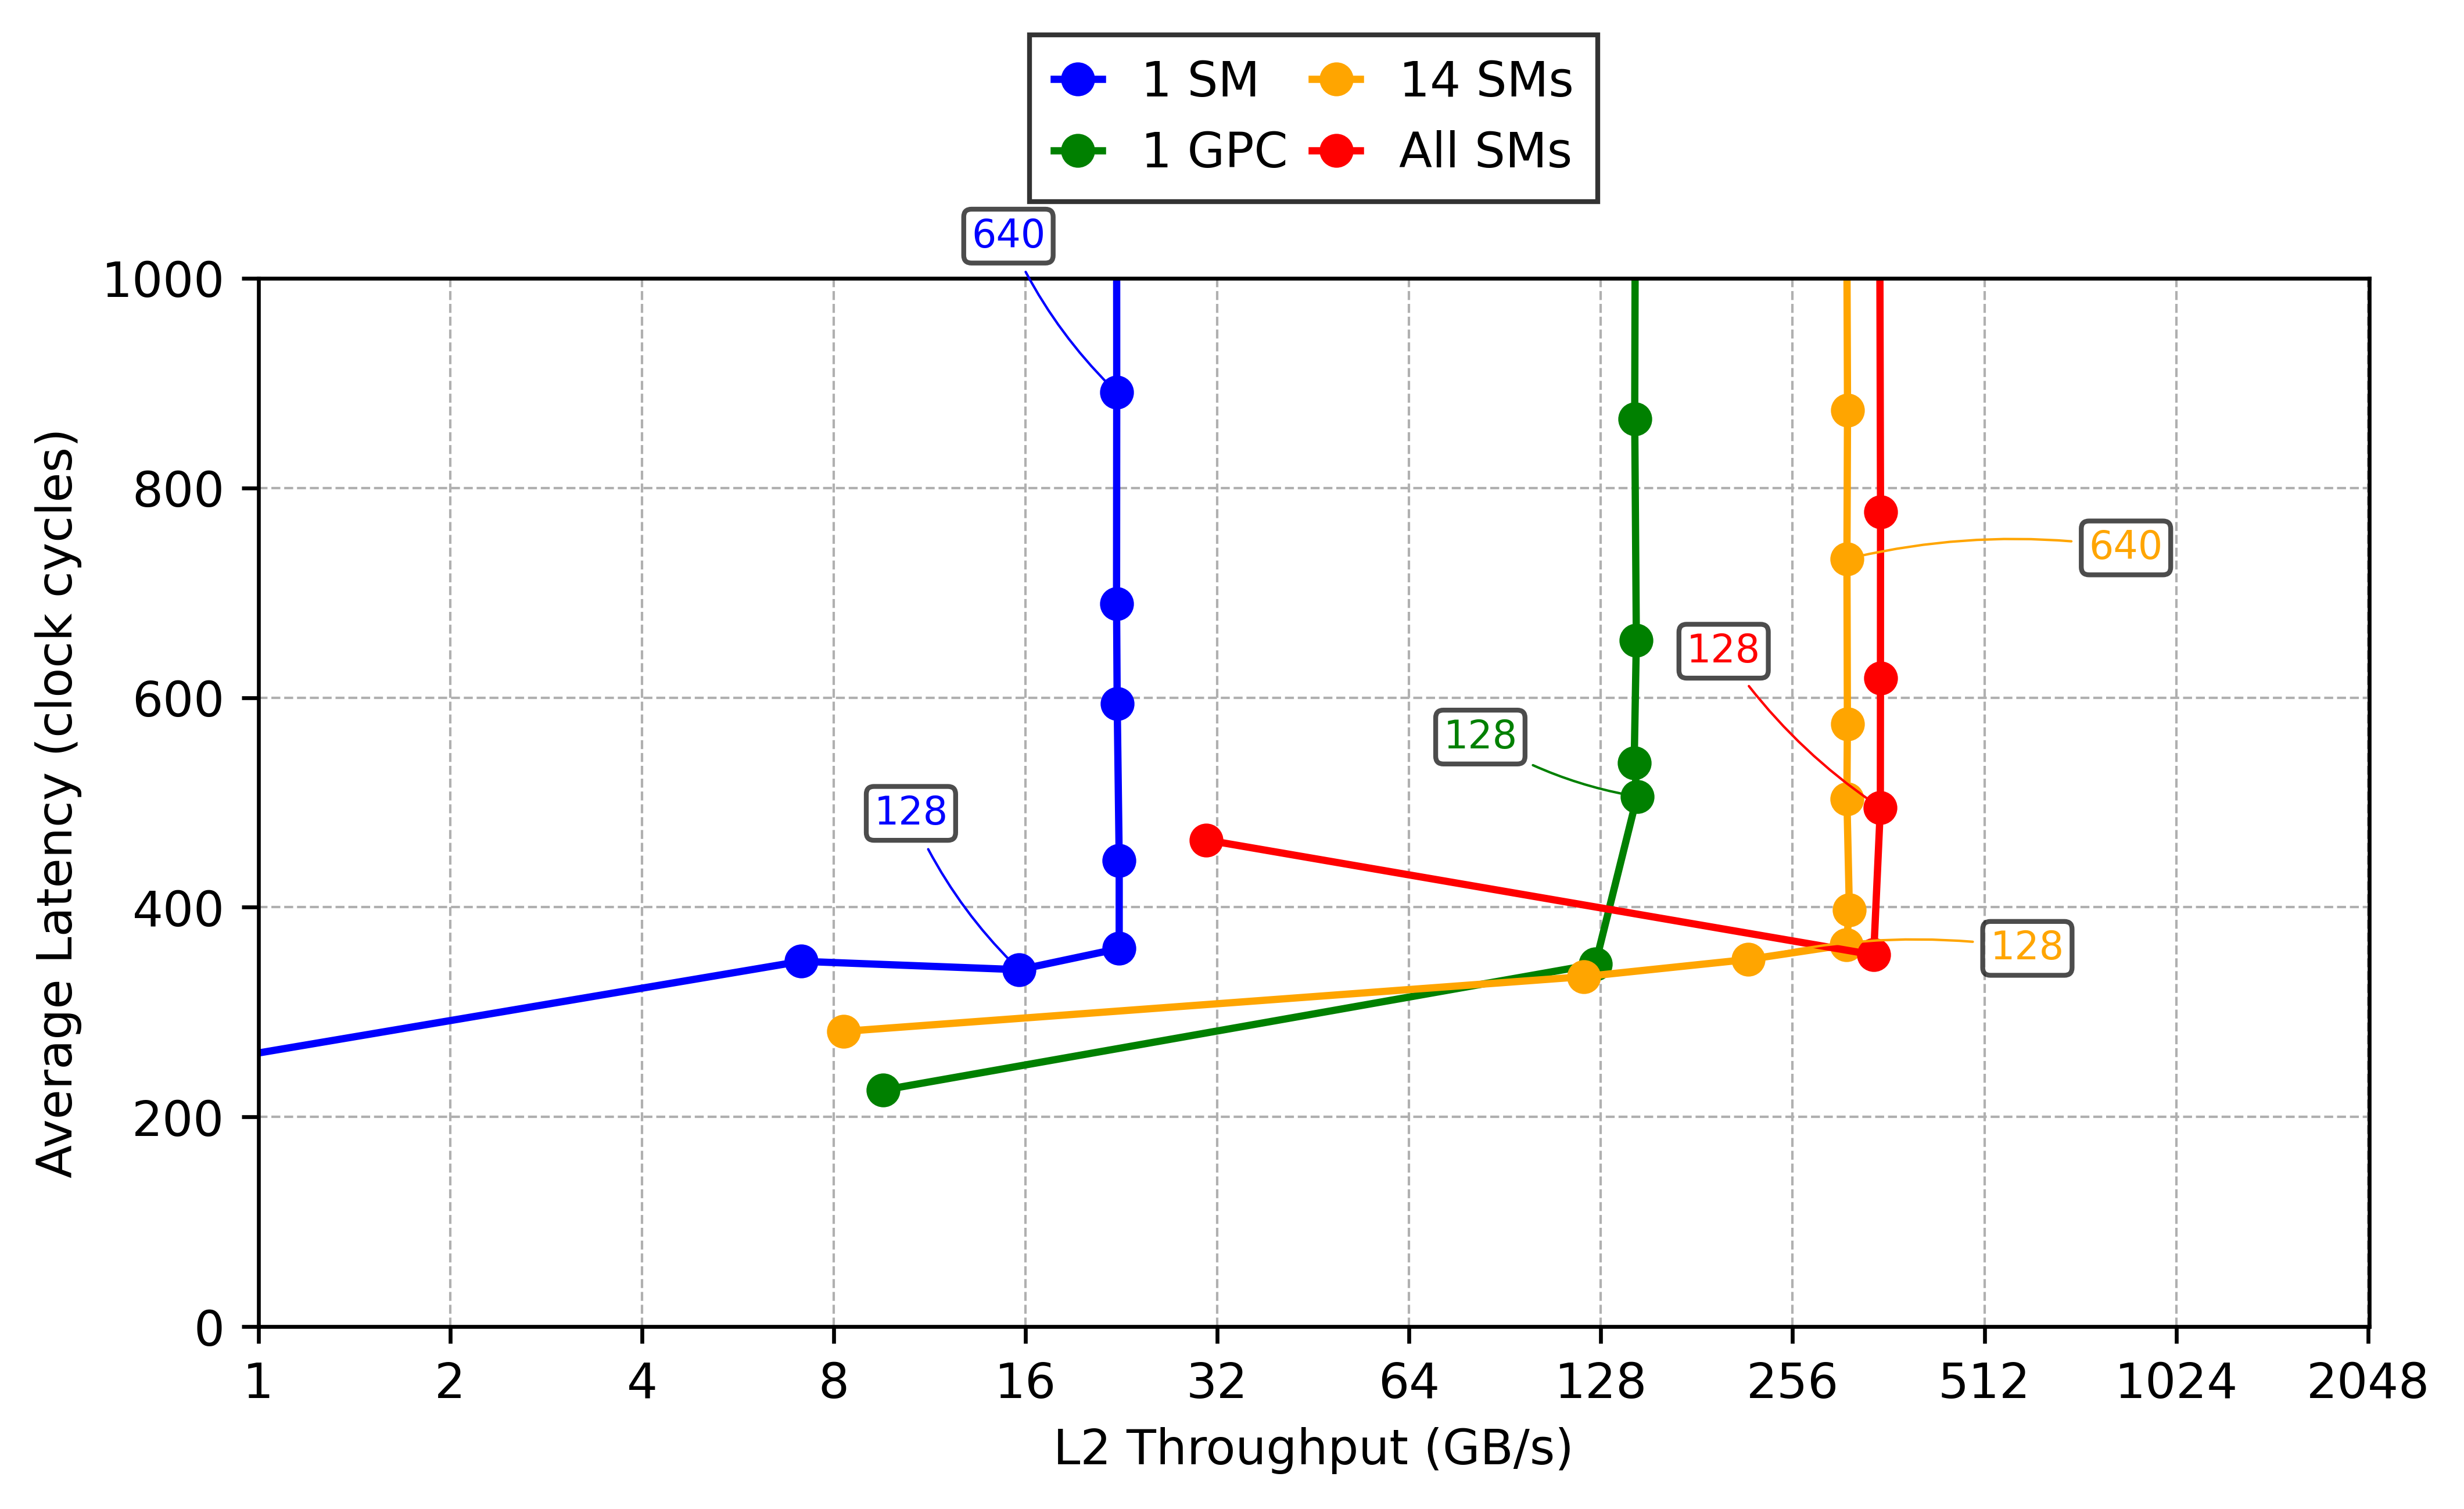 1 SM
14 SMs
1 GPC
All SMs
640
1000
800
640
128
600
128
128
400
128
200
0
Average Latency (clock cycles)
1 2 4 8 16 32 64 128 256 512 1024 2048
L2 Throughput (GB/s)